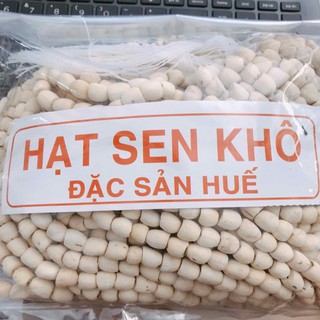 HẠT SEN KHÔ
ĐẶC SẢN HUẾ